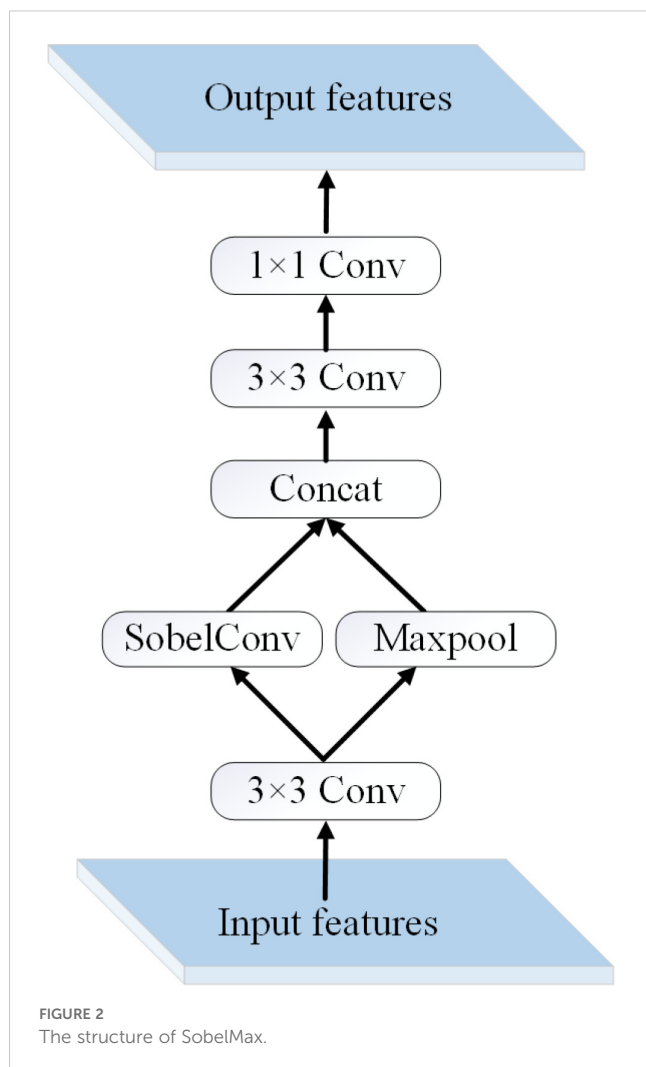 Output features
1×1 Conv
3×3 Conv
Concat
SobelConv
Maxpool
3×3 Conv
Input features
FIGURE 2
The structure of SobelMax.